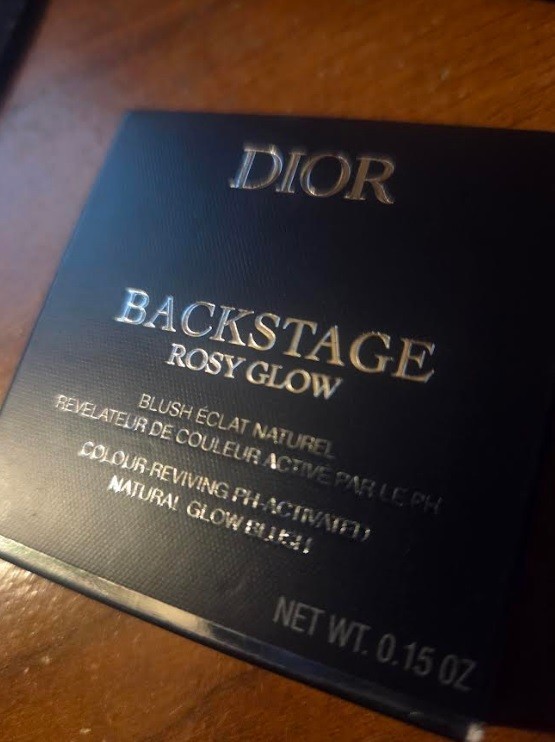 DIOR
BACKSTAGE
ROSY GLOW
BLUSH ÉCLAT NATUREL
RÉVÉLATEUR DE COULEUR ACTIVÉ PAR LE PH
COLOUR-REVIVING PH-ACTIVATED
NATURAL GLOW BLUSH
NET WT. 0.15 OZ